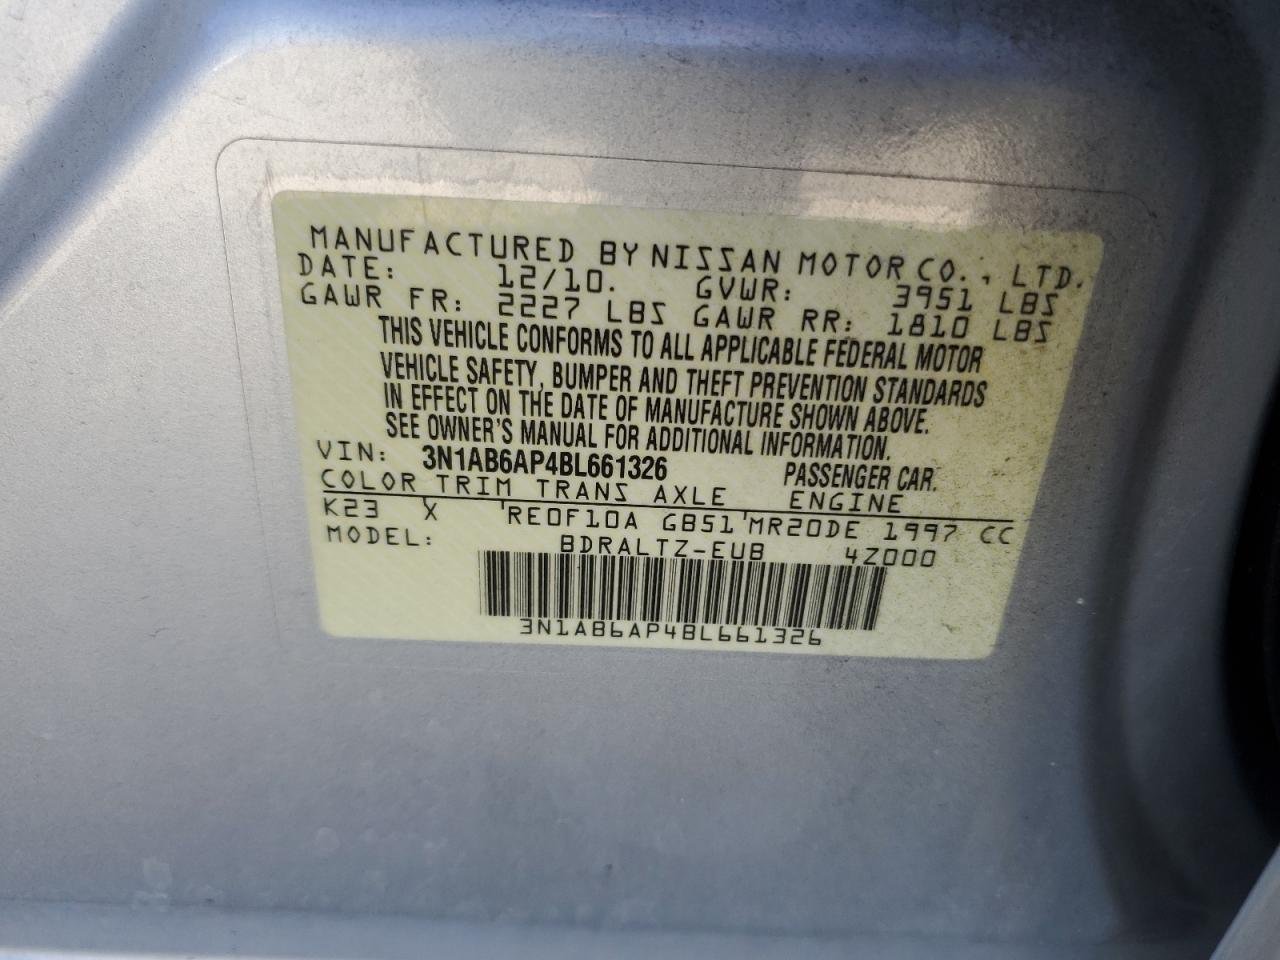 MANUFACTURED BY NISSAN MOTOR CO., LTD.
DATE: 12/10. GVWR: 3951 LBS
GAWR FR: 2227 LBS GAWR RR: 1810 LBS
THIS VEHICLE CONFORMS TO ALL APPLICABLE FEDERAL MOTOR
VEHICLE SAFETY, BUMPER AND THEFT PREVENTION STANDARDS
IN EFFECT ON THE DATE OF MANUFACTURE SHOWN ABOVE.
SEE OWNER'S MANUAL FOR ADDITIONAL INFORMATION.
VIN: 3N1AB6AP4BL661326 PASSENGER CAR.
COLOR TRIM TRANS AXLE ENGINE
K23 X 'RE0F10A GB51'MR20DE 1997 CC
MODEL: BDRALTZ-EUB 4Z000
3N1AB6AP4BL661326